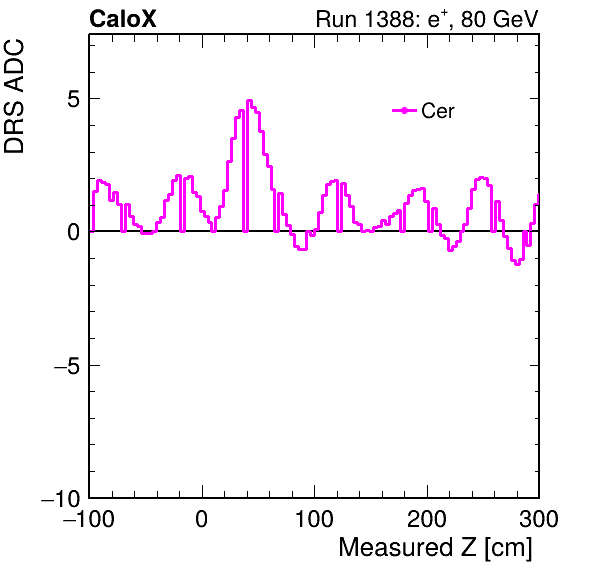 CaloX
Run 1388: e⁺, 80 GeV
DRS ADC
Cer
5
0
−5
−10
−100 0 100 200 300
Measured Z [cm]